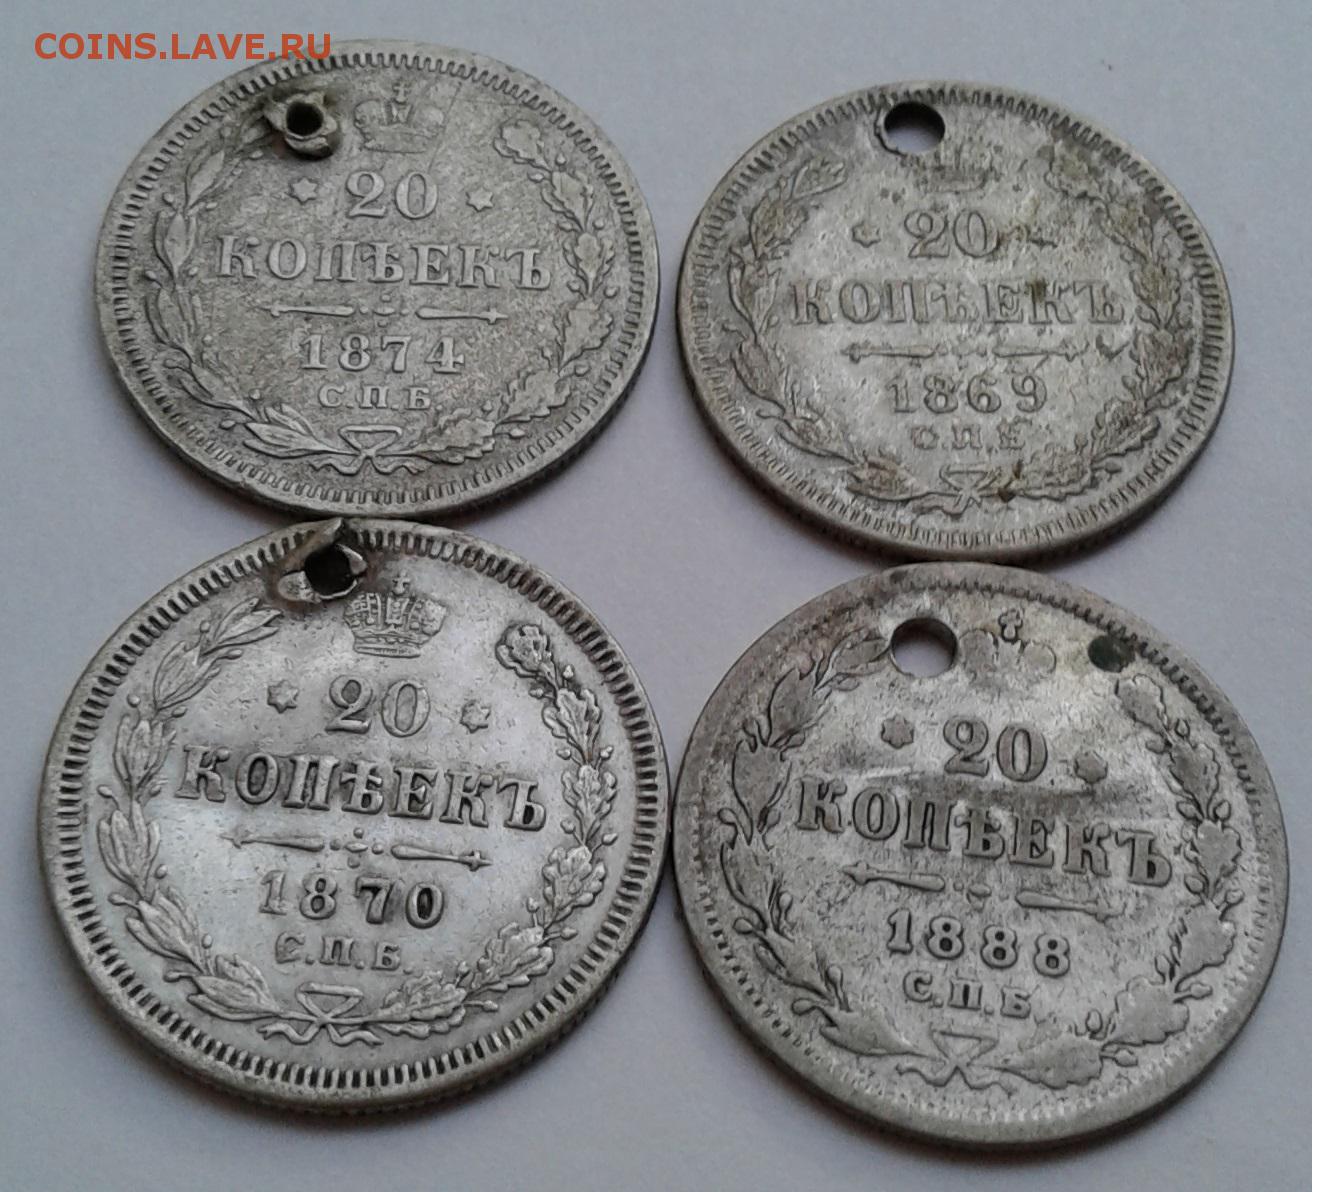 COINS.LAVE.RU
20
КОПѢЕКЪ
1874
С.П.Б
20
КОПѢЕКЪ
1869
С.П.Б
20
КОПѢЕКЪ
1870
С.П.Б.
20
КОПѢЕКЪ
1888
С.П.Б